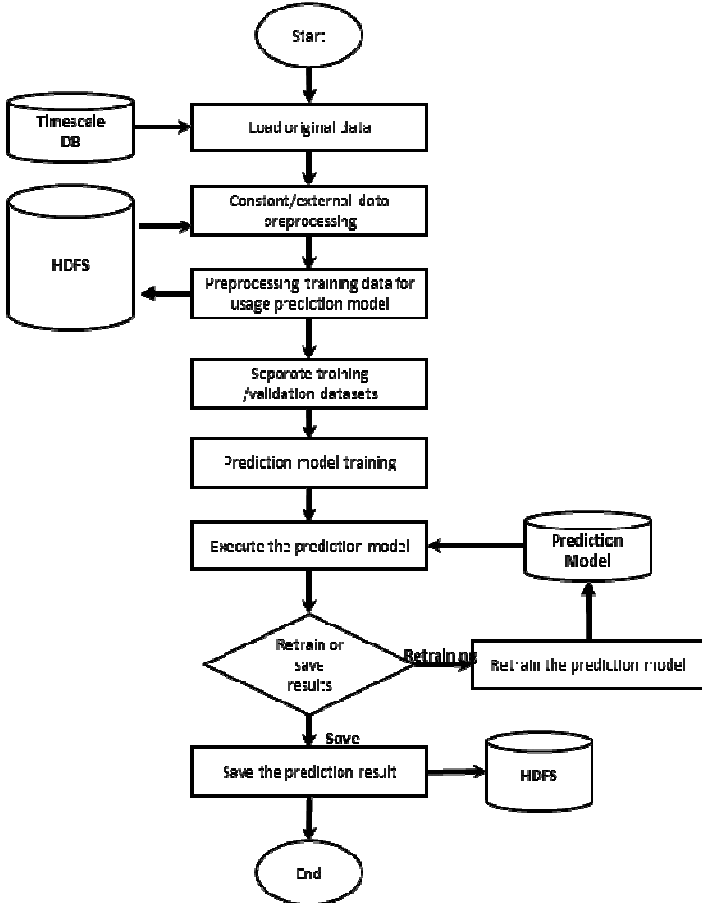 Start
Timescale
DB
Load original data
Constant/external data
preprocessing
HDFS
Preprocessing training data for
usage prediction model
Separate training
/validation datasets
Prediction model training
Execute the prediction model
Prediction
Model
Retrain or
save
results
Retraining
Retrain the prediction model
Save
Save the prediction result
HDFS
End